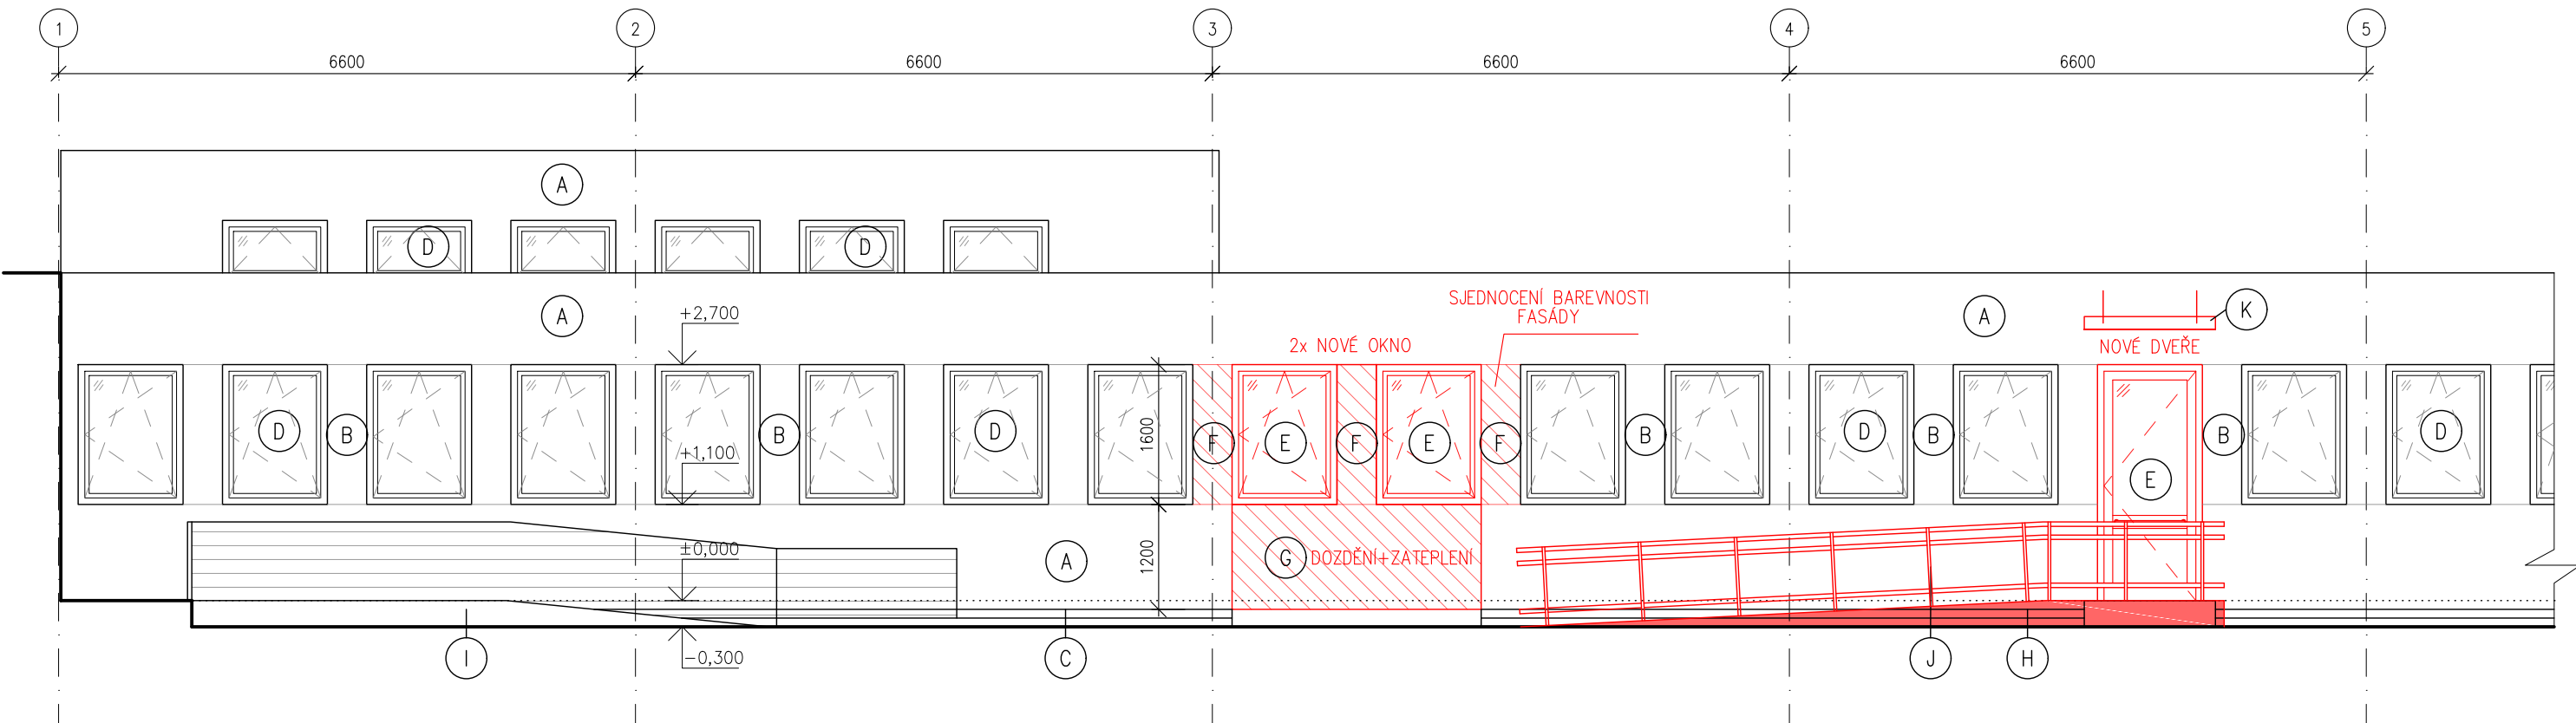 1 2 3 4 5
6600 6600 6600 6600
A
D D
A +2,700 SJEDNOCENÍ BAREVNOSTI A K
FASÁDY
2x NOVÉ OKNO NOVÉ DVEŘE
D B B D 1600 F E F E F B D B B D
+1,100 E
±0,000 A 1200 G DOZDĚNÍ+ZATEPLENÍ
I -0,300 C J H